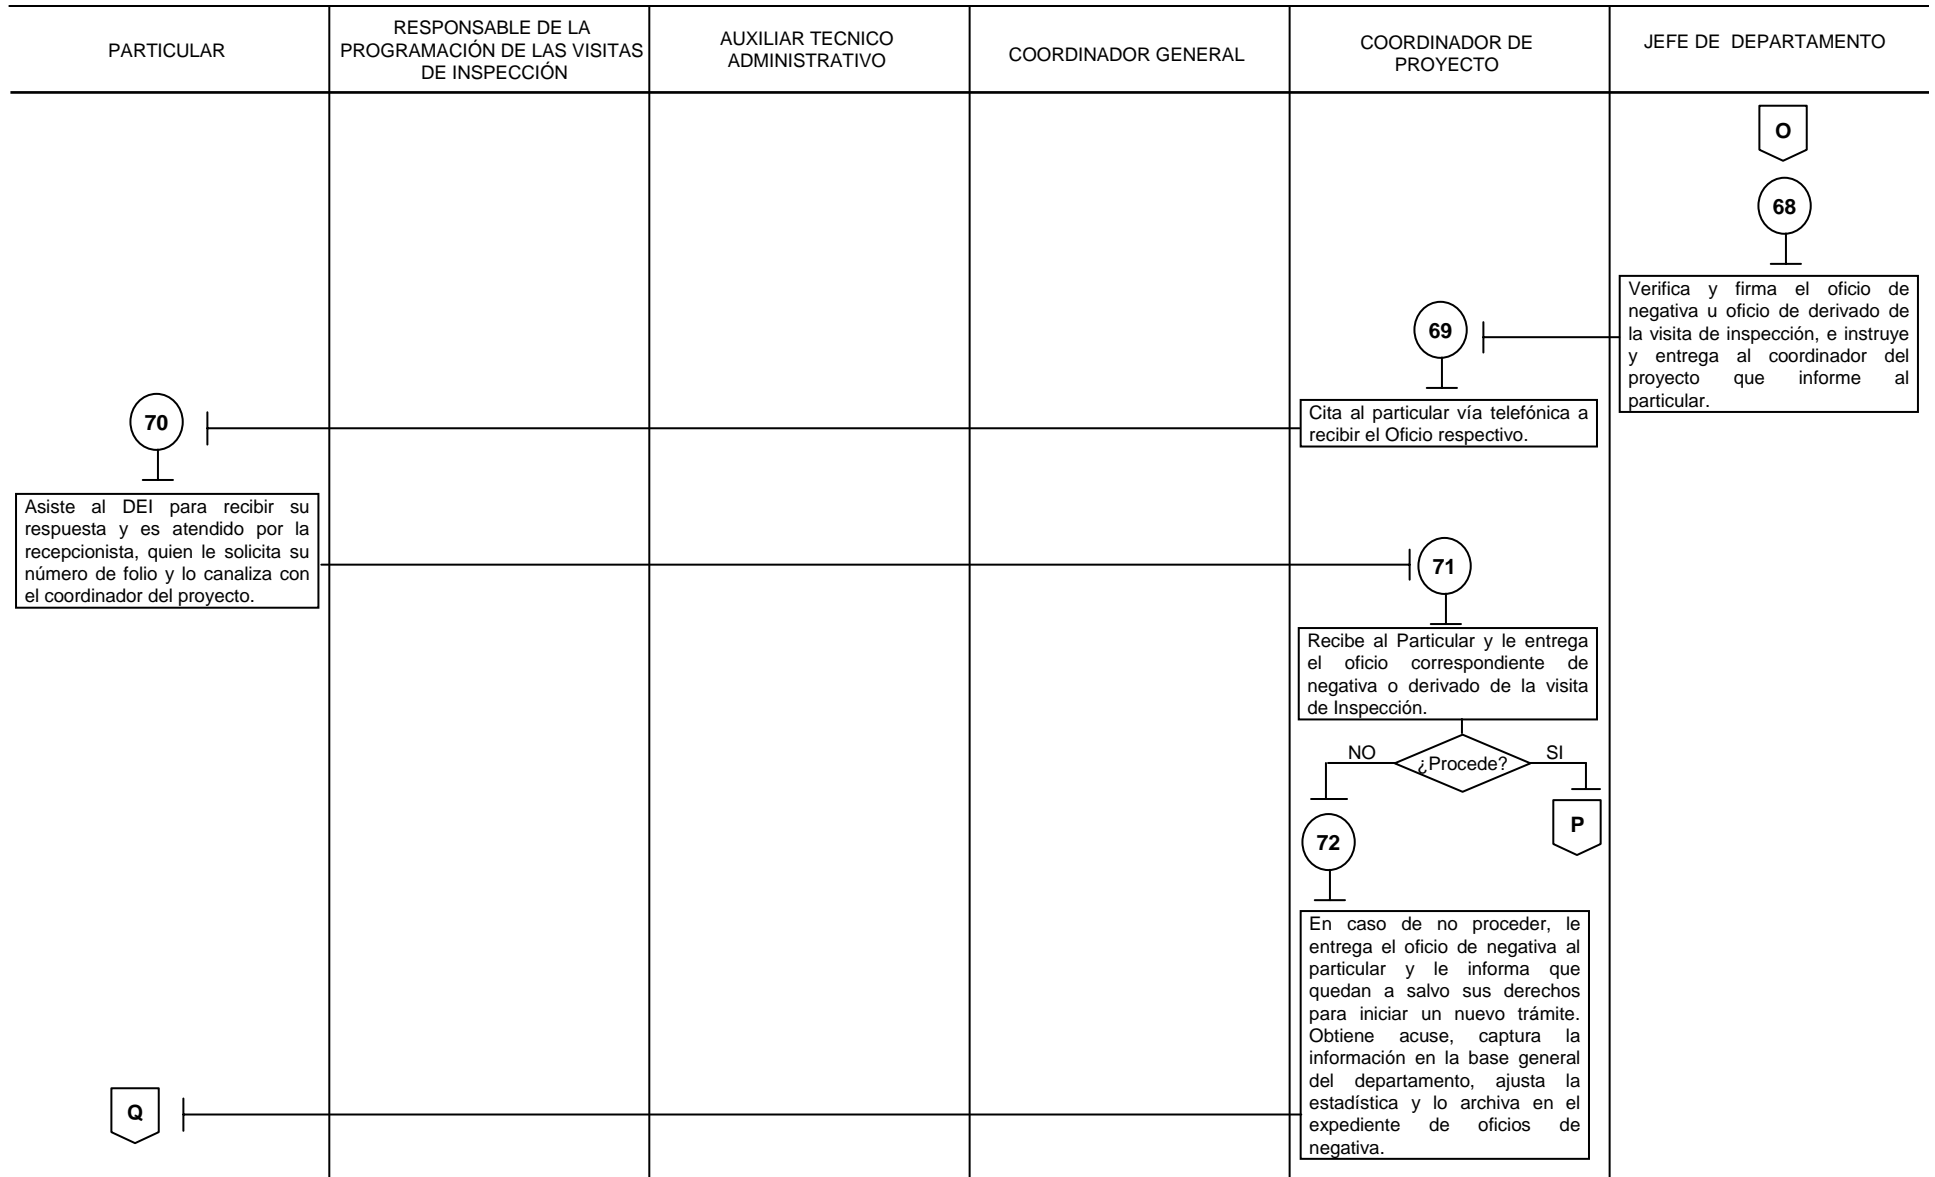 PARTICULAR
RESPONSABLE DE LA
PROGRAMACIÓN DE LAS VISITAS
DE INSPECCIÓN
AUXILIAR TECNICO
ADMINISTRATIVO
COORDINADOR GENERAL
COORDINADOR DE
PROYECTO
JEFE DE DEPARTAMENTO
O
68
Verifica y firma el oficio de
negativa u oficio de derivado de
la visita de inspección, e instruye
y entrega al coordinador del
proyecto que informe al
particular.
69
Cita al particular vía telefónica a
recibir el Oficio respectivo.
70
Asiste al DEI para recibir su
respuesta y es atendido por la
recepcionista, quien le solicita su
número de folio y lo canaliza con
el coordinador del proyecto.
71
Recibe al Particular y le entrega
el oficio correspondiente de
negativa o derivado de la visita
de Inspección.
NO
¿Procede?
SI
P
72
En caso de no proceder, le
entrega el oficio de negativa al
particular y le informa que
quedan a salvo sus derechos
para iniciar un nuevo trámite.
Obtiene acuse, captura la
información en la base general
del departamento, ajusta la
estadística y lo archiva en el
expediente de oficios de
negativa.
Q